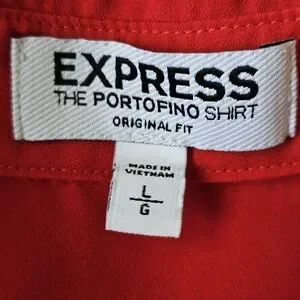 EXPRESS
THE PORTOFINO SHIRT
ORIGINAL FIT
MADE IN
VIETNAM
L
G